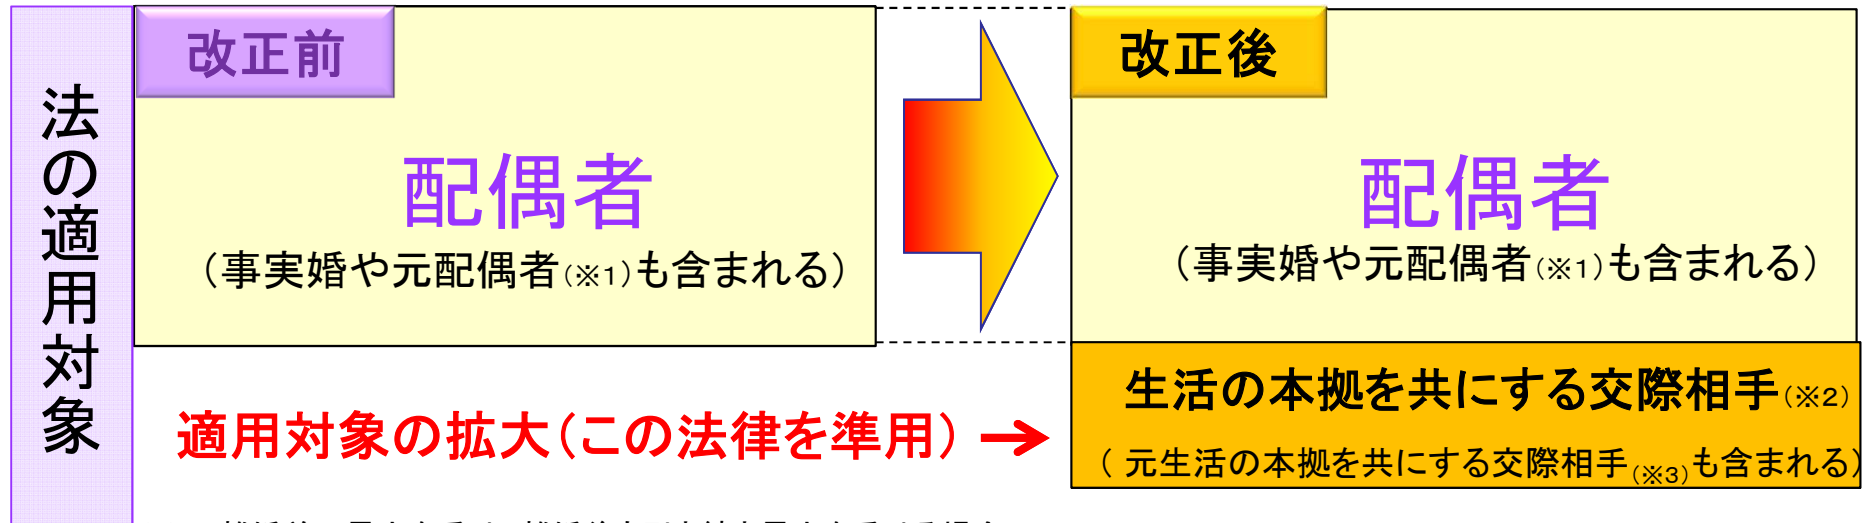 法の適用対象
改正前
配偶者
（事実婚や元配偶者(※1)も含まれる）
改正後
配偶者
（事実婚や元配偶者(※1)も含まれる）
適用対象の拡大（この法律を準用）→
生活の本拠を共にする交際相手(※2)
（ 元生活の本拠を共にする交際相手(※3)も含まれる）